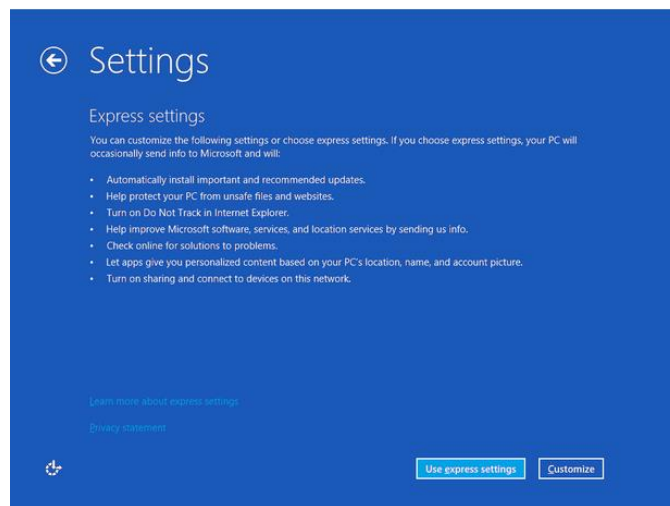 Settings
Express settings
You can customize the following settings or choose express settings. If you choose express settings, your PC will
occasionally send info to Microsoft and will:
• Automatically install important and recommended updates.
• Help protect your PC from unsafe files and websites.
• Turn on Do Not Track in Internet Explorer.
• Help improve Microsoft software, services, and location services by sending us info.
• Check online for solutions to problems.
• Let apps give you personalized content based on your PC's location, name, and account picture.
• Turn on sharing and connect to devices on this network.
Learn more about express settings
Privacy statement
Use express settings Customize